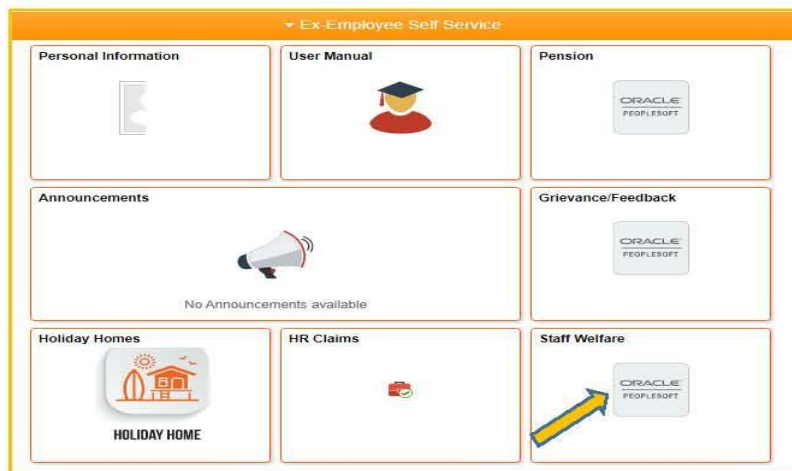 Ex-Employee Self Service
Personal Information
User Manual
Pension
ORACLE
PEOPLESOFT
Announcements
No Announcements available
Grievance/Feedback
ORACLE
PEOPLESOFT
Holiday Homes
HOLIDAY HOME
HR Claims
Staff Welfare
ORACLE
PEOPLESOFT